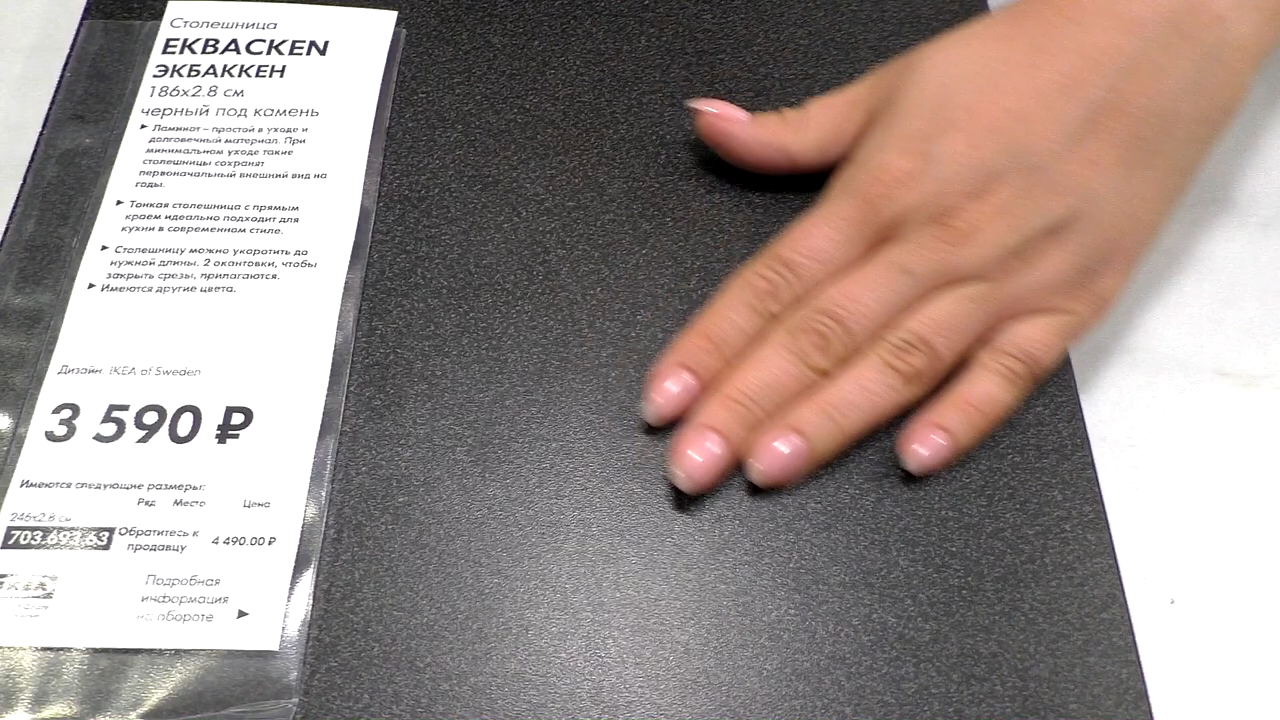 Столешница
EKBACKEN
ЭКБАККЕН
186x2.8 см
черный под камень
► Ламинат – простой в уходе и
долговечный материал. При
минимальном уходе такие
столешницы сохранят
первоначальный внешний вид на
годы.
► Тонкая столешница с прямым
краем идеально подходит для
кухни в современном стиле.
► Столешницу можно укоротить до
нужной длины. 2 окантовки, чтобы
закрыть срезы, прилагаются.
► Имеются другие цвета.
Дизайн: IKEA of Sweden
3 590 ₽
Имеются следующие размеры:
Ряд Место Цена
246x2.8 см
703.693.63 Обратитесь к продавцу 4 490.00 ₽
IKEA
Подробная
информация
на обороте ►